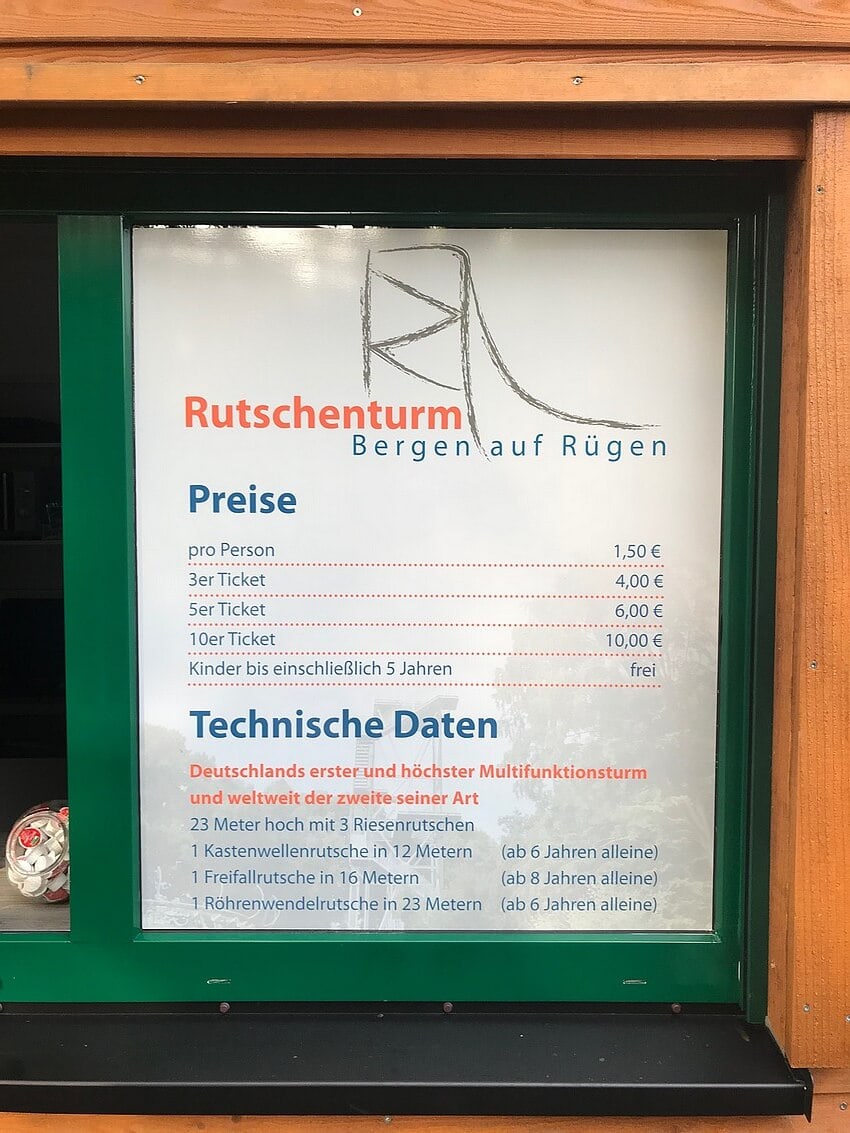 Rutschenturm
Bergen auf Rügen
Preise
pro Person 1,50 €
3er Ticket 4,00 €
5er Ticket 6,00 €
10er Ticket 10,00 €
Kinder bis einschließlich 5 Jahren frei
Technische Daten
Deutschlands erster und höchster Multifunktionsturm
und weltweit der zweite seiner Art
23 Meter hoch mit 3 Riesenrutschen
1 Kastenwellenrutsche in 12 Metern (ab 6 Jahren alleine)
1 Freifallrutsche in 16 Metern (ab 8 Jahren alleine)
1 Röhrenwendelrutsche in 23 Metern (ab 6 Jahren alleine)